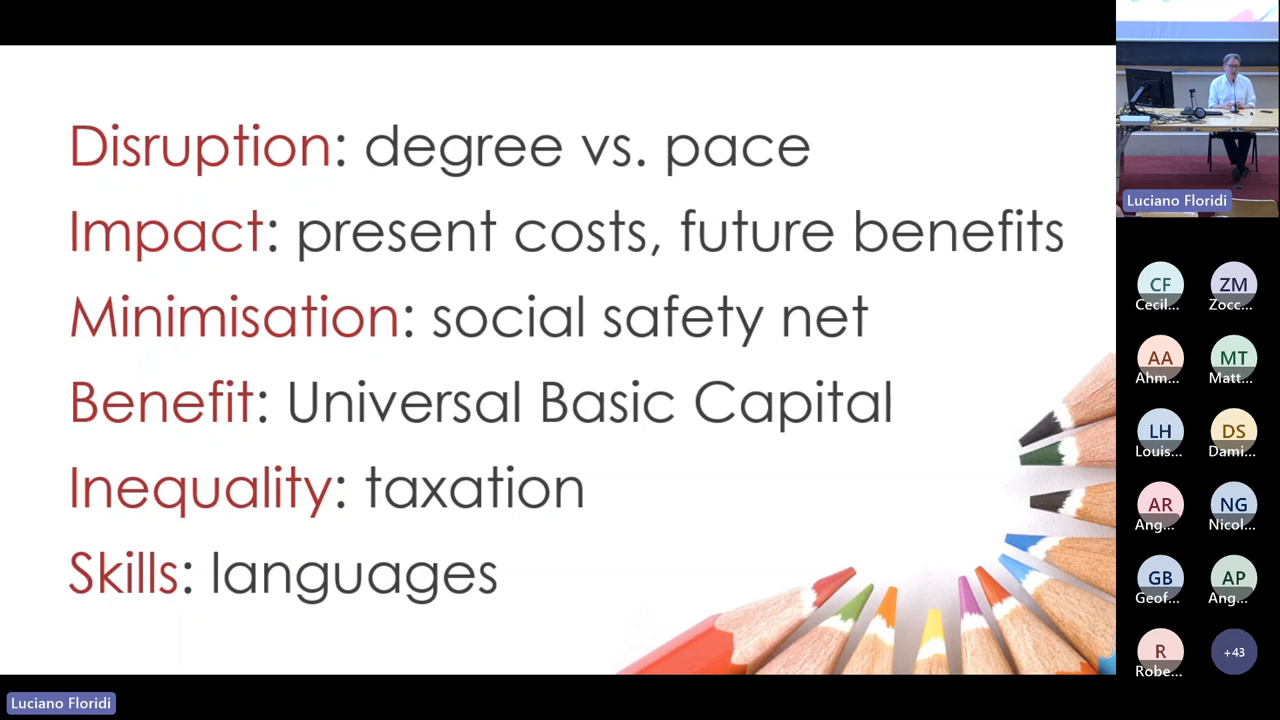 Disruption: degree vs. pace
Impact: present costs, future benefits
Minimisation: social safety net
Benefit: Universal Basic Capital
Inequality: taxation
Skills: languages
Luciano Floridi
Luciano Floridi
CF
ZM
Cecil...
Zocc...
AA
MT
Ahm...
Matt...
LH
DS
Louis...
Dami...
AR
NG
Ang...
Nicol...
GB
AP
Geof...
Ang...
R
+43
Robe...